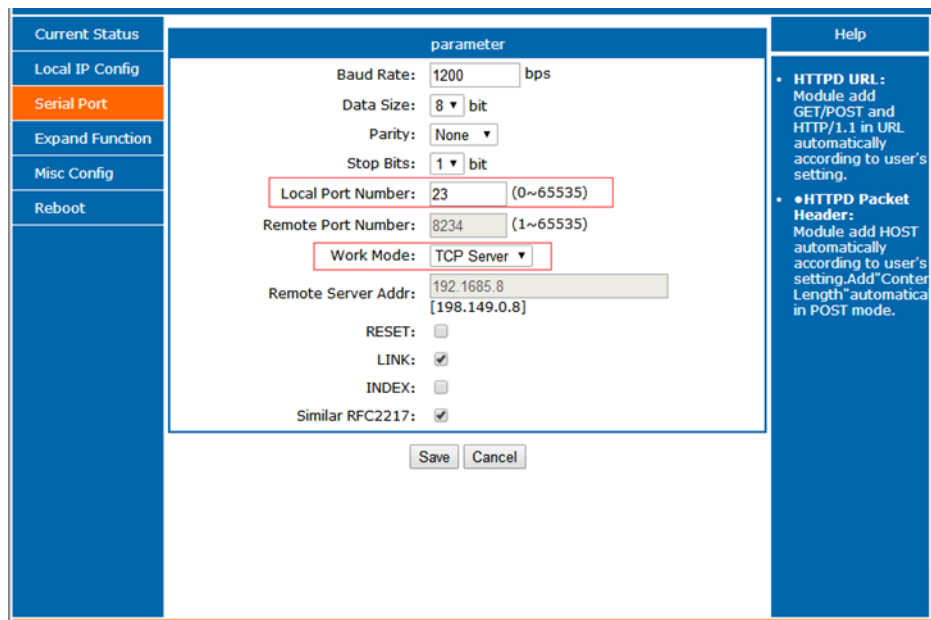 Current Status
Local IP Config
Serial Port
Expand Function
Misc Config
Reboot
parameter
Baud Rate: 1200 bps
Data Size: 8 bit
Parity: None
Stop Bits: 1 bit
Local Port Number: 23 (0~65535)
Remote Port Number: 8234 (1~65535)
Work Mode: TCP Server
Remote Server Addr: 192.1685.8
[198.149.0.8]
RESET:
LINK:
INDEX:
Similar RFC2217:
Save Cancel
Help
• HTTPD URL:
Module add
GET/POST and
HTTP/1.1 in URL
automatically
according to user's
setting.
• ●HTTPD Packet
Header:
Module add HOST
automatically
according to user's
setting.Add"Conter
Length"automatica
in POST mode.